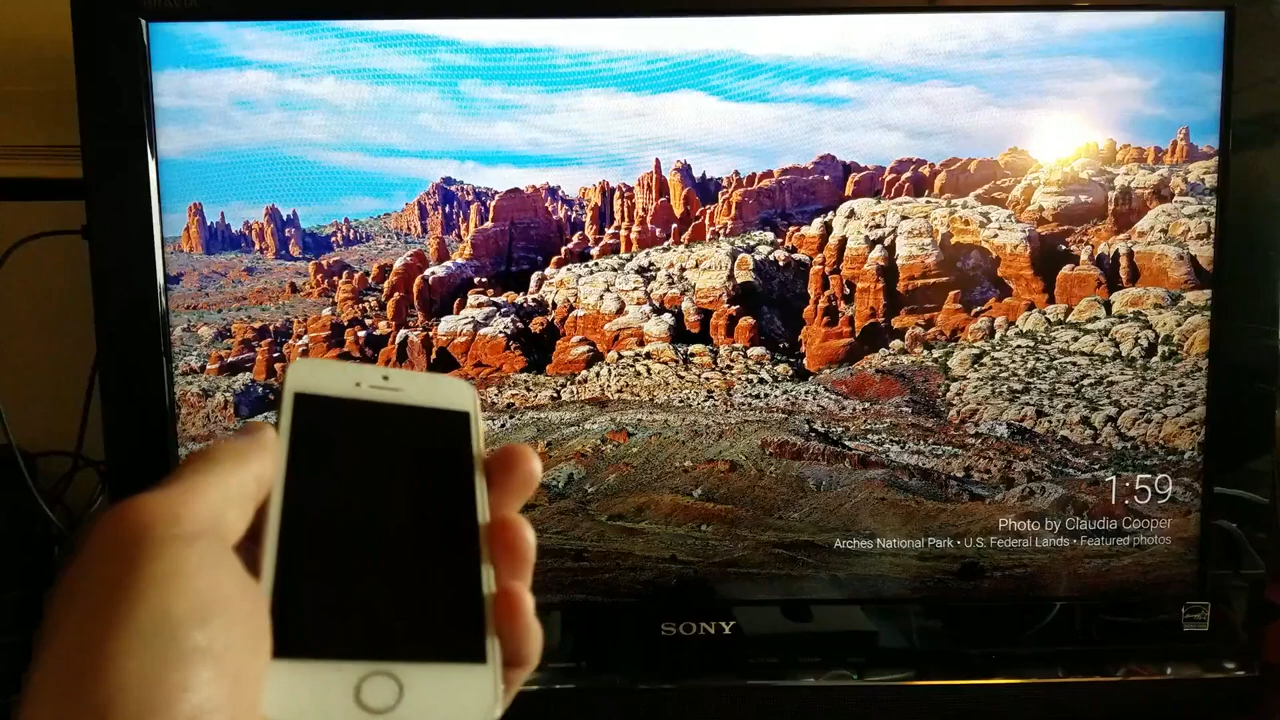 1:59
Photo by Claudia Cooper
Arches National Park • U.S. Federal Lands • Featured photos
SONY